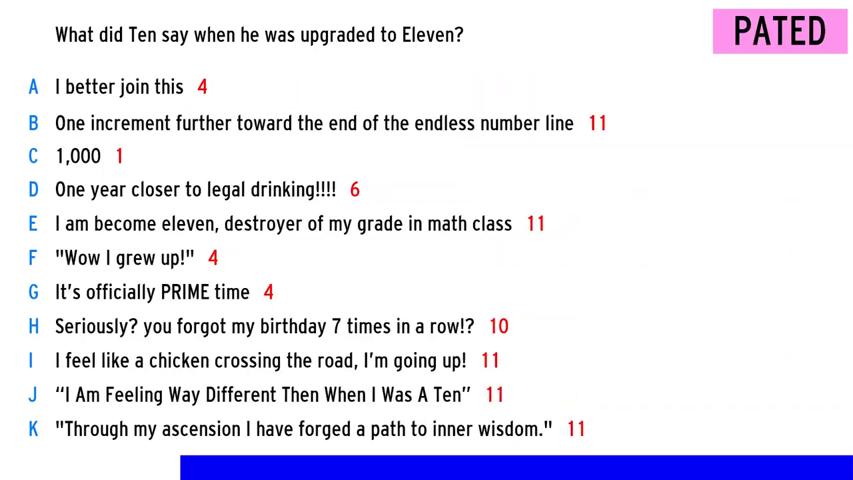 What did Ten say when he was upgraded to Eleven?
PATED
A I better join this 4
B One increment further toward the end of the endless number line 11
C 1,000 1
D One year closer to legal drinking!!!! 6
E I am become eleven, destroyer of my grade in math class 11
F "Wow I grew up!" 4
G It's officially PRIME time 4
H Seriously? you forgot my birthday 7 times in a row!? 10
I I feel like a chicken crossing the road, I'm going up! 11
J “I Am Feeling Way Different Then When I Was A Ten” 11
K "Through my ascension I have forged a path to inner wisdom." 11